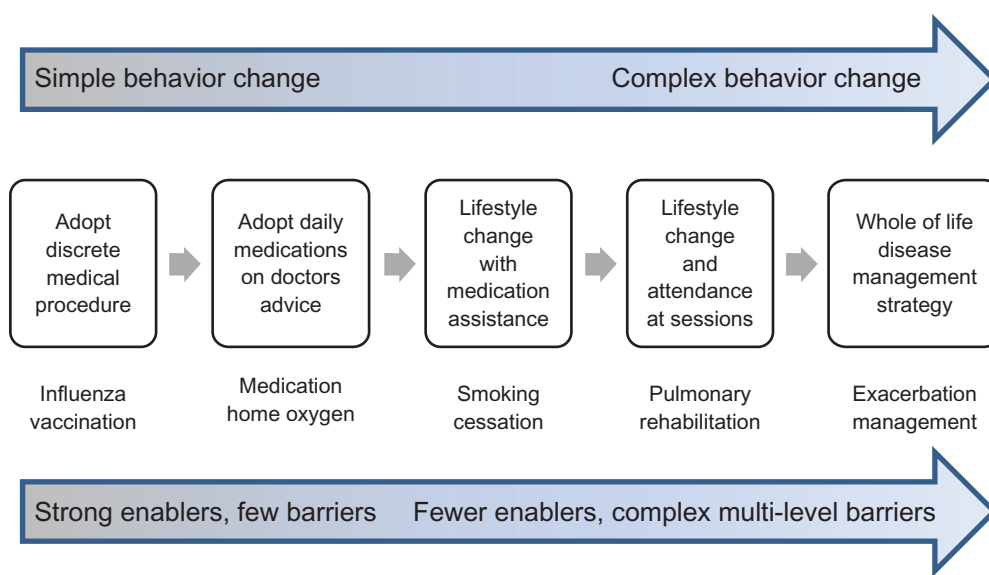 Simple behavior change
Complex behavior change
Adopt
discrete
medical
procedure
Adopt daily
medications
on doctors
advice
Lifestyle
change
with
medication
assistance
Lifestyle
change
and
attendance
at sessions
Whole of life
disease
management
strategy
Influenza
vaccination
Medication
home oxygen
Smoking
cessation
Pulmonary
rehabilitation
Exacerbation
management
Strong enablers, few barriers
Fewer enablers, complex multi-level barriers